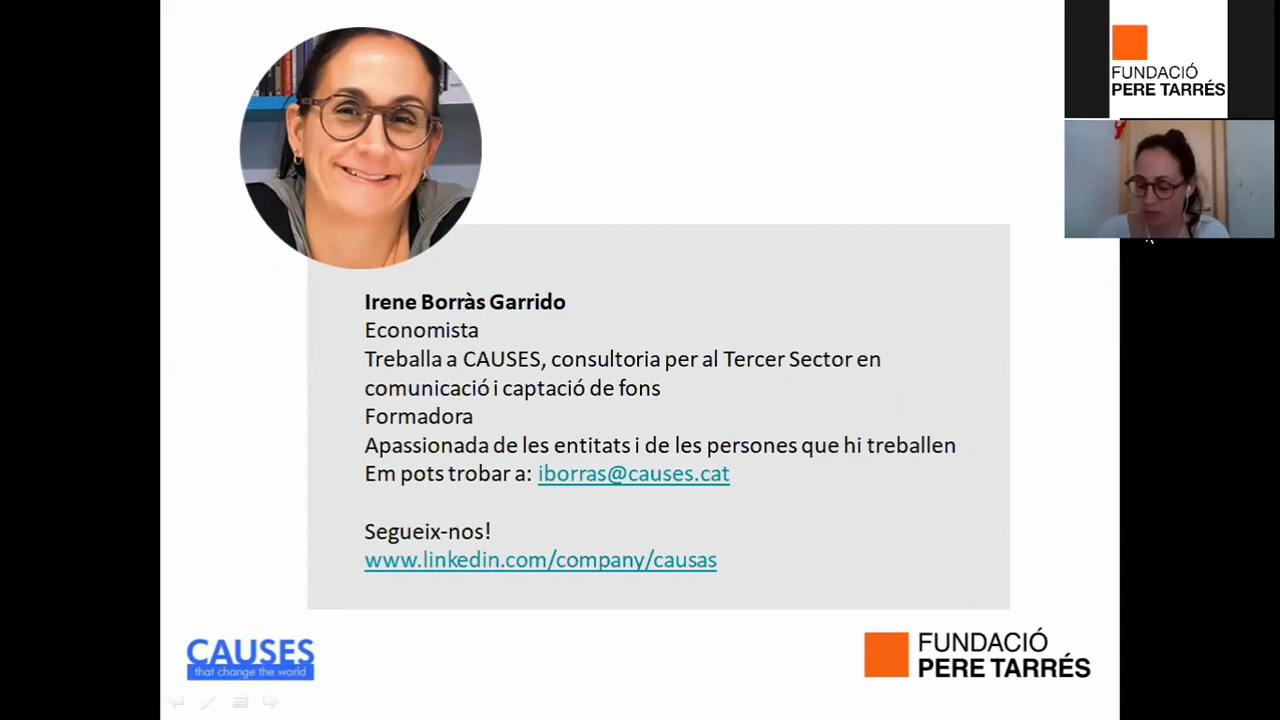 FUNDACIÓ
PERE TARRÉS
Irene Borràs Garrido
Economista
Treballa a CAUSES, consultoria per al Tercer Sector en
comunicació i captació de fons
Formadora
Apassionada de les entitats i de les persones que hi treballen
Em pots trobar a: iborras@causes.cat
Segueix-nos!
www.linkedin.com/company/causas
CAUSES
that change the world
FUNDACIÓ
PERE TARRÉS